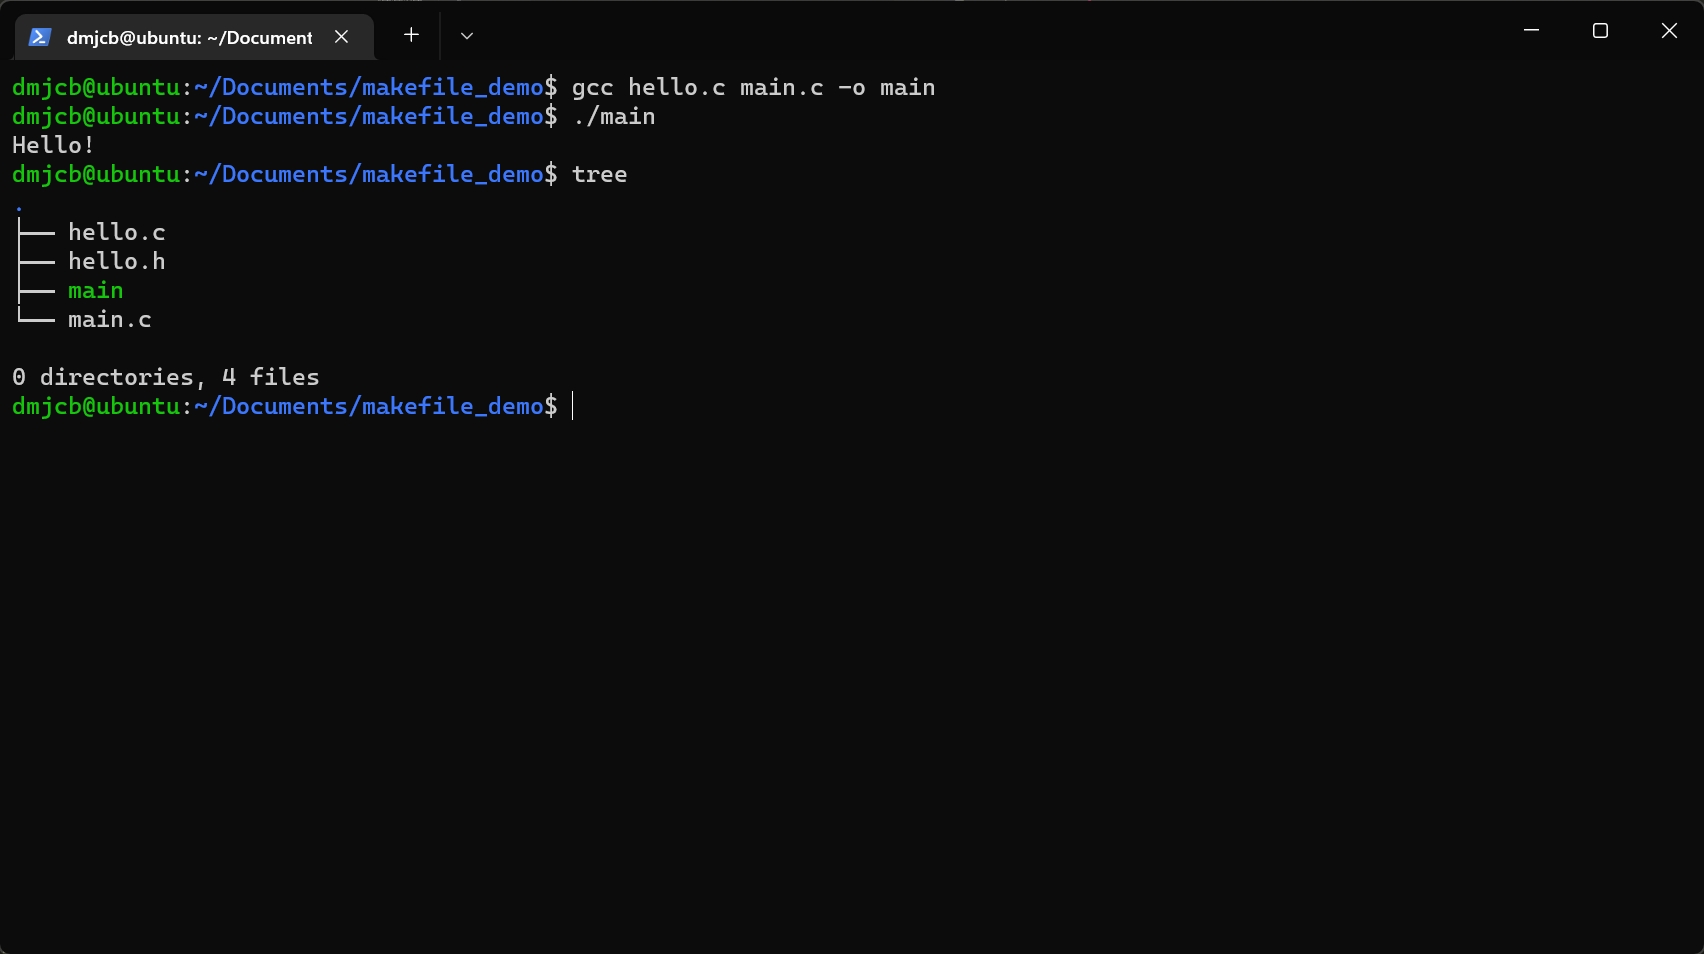 dmjcb@ubuntu: ~/Document
dmjcb@ubuntu:~/Documents/makefile_demo$ gcc hello.c main.c -o main
dmjcb@ubuntu:~/Documents/makefile_demo$ ./main
Hello!
dmjcb@ubuntu:~/Documents/makefile_demo$ tree
.
├── hello.c
├── hello.h
├── main
└── main.c
0 directories, 4 files
dmjcb@ubuntu:~/Documents/makefile_demo$